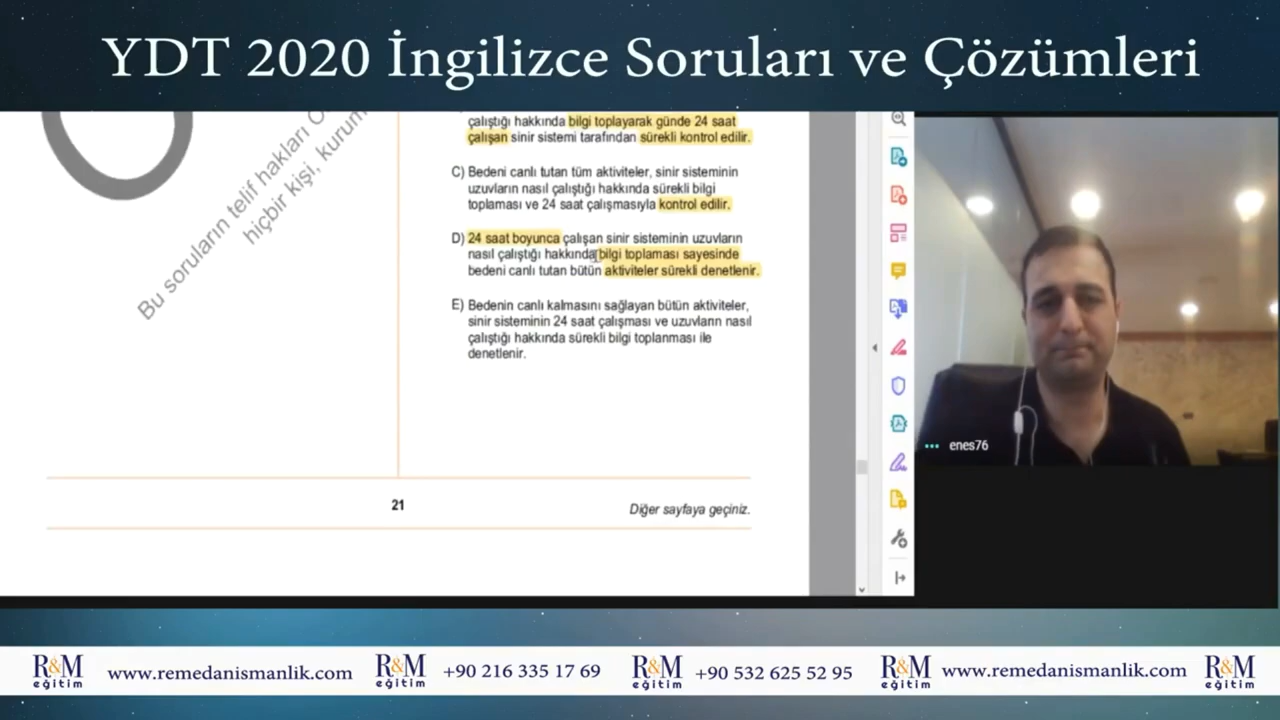 YDT 2020 İngilizce Soruları ve Çözümleri
Bu soruların telif hakları Ö
hiçbir kişi, kurum
çalıştığı hakkında bilgi toplayarak günde 24 saat
çalışan sinir sistemi tarafından sürekli kontrol edilir.
C) Bedeni canlı tutan tüm aktiviteler, sinir sisteminin
uzuvların nasıl çalıştığı hakkında sürekli bilgi
toplaması ve 24 saat çalışmasıyla kontrol edilir.
D) 24 saat boyunca çalışan sinir sisteminin uzuvların
nasıl çalıştığı hakkında bilgi toplaması sayesinde
bedeni canlı tutan bütün aktiviteler sürekli denetlenir.
E) Bedenin canlı kalmasını sağlayan bütün aktiviteler,
sinir sisteminin 24 saat çalışması ve uzuvların nasıl
çalıştığı hakkında sürekli bilgi toplanması ile
denetlenir.
21
Diğer sayfaya geçiniz.
enes76
R&M eğitim www.remedanismanlik.com R&M eğitim +90 216 335 17 69 R&M eğitim +90 532 625 52 95 R&M eğitim www.remedanismanlik.com R&M eğitim